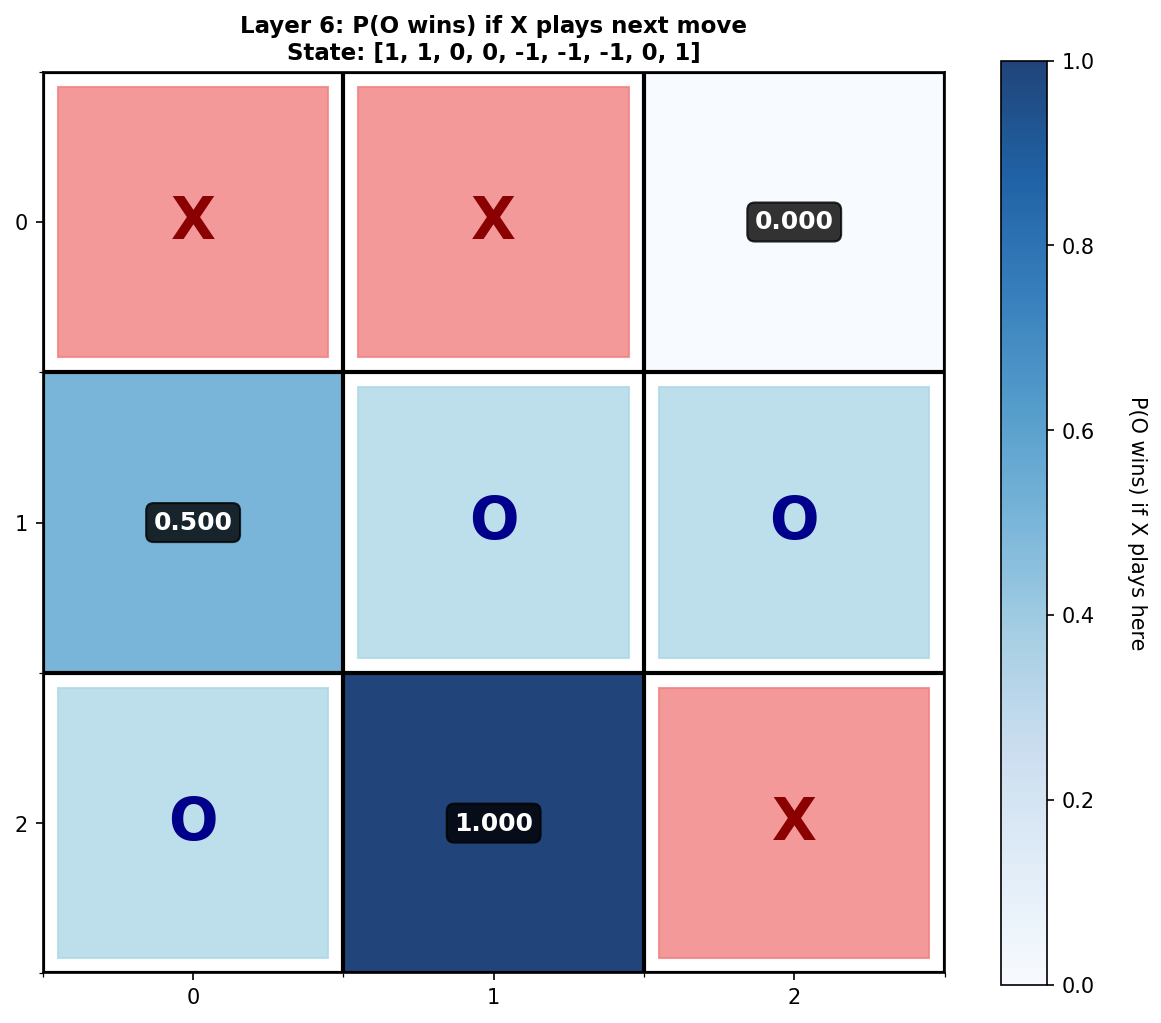 Layer 6: P(O wins) if X plays next move
State: [1, 1, 0, 0, -1, -1, -1, 0, 1]
1.0
X X 0.000
0
0.8
0.6
P(O wins) if X plays here
0.500 O O
1
0.4
0.2
O 1.000 X
2
0.0
0 1 2